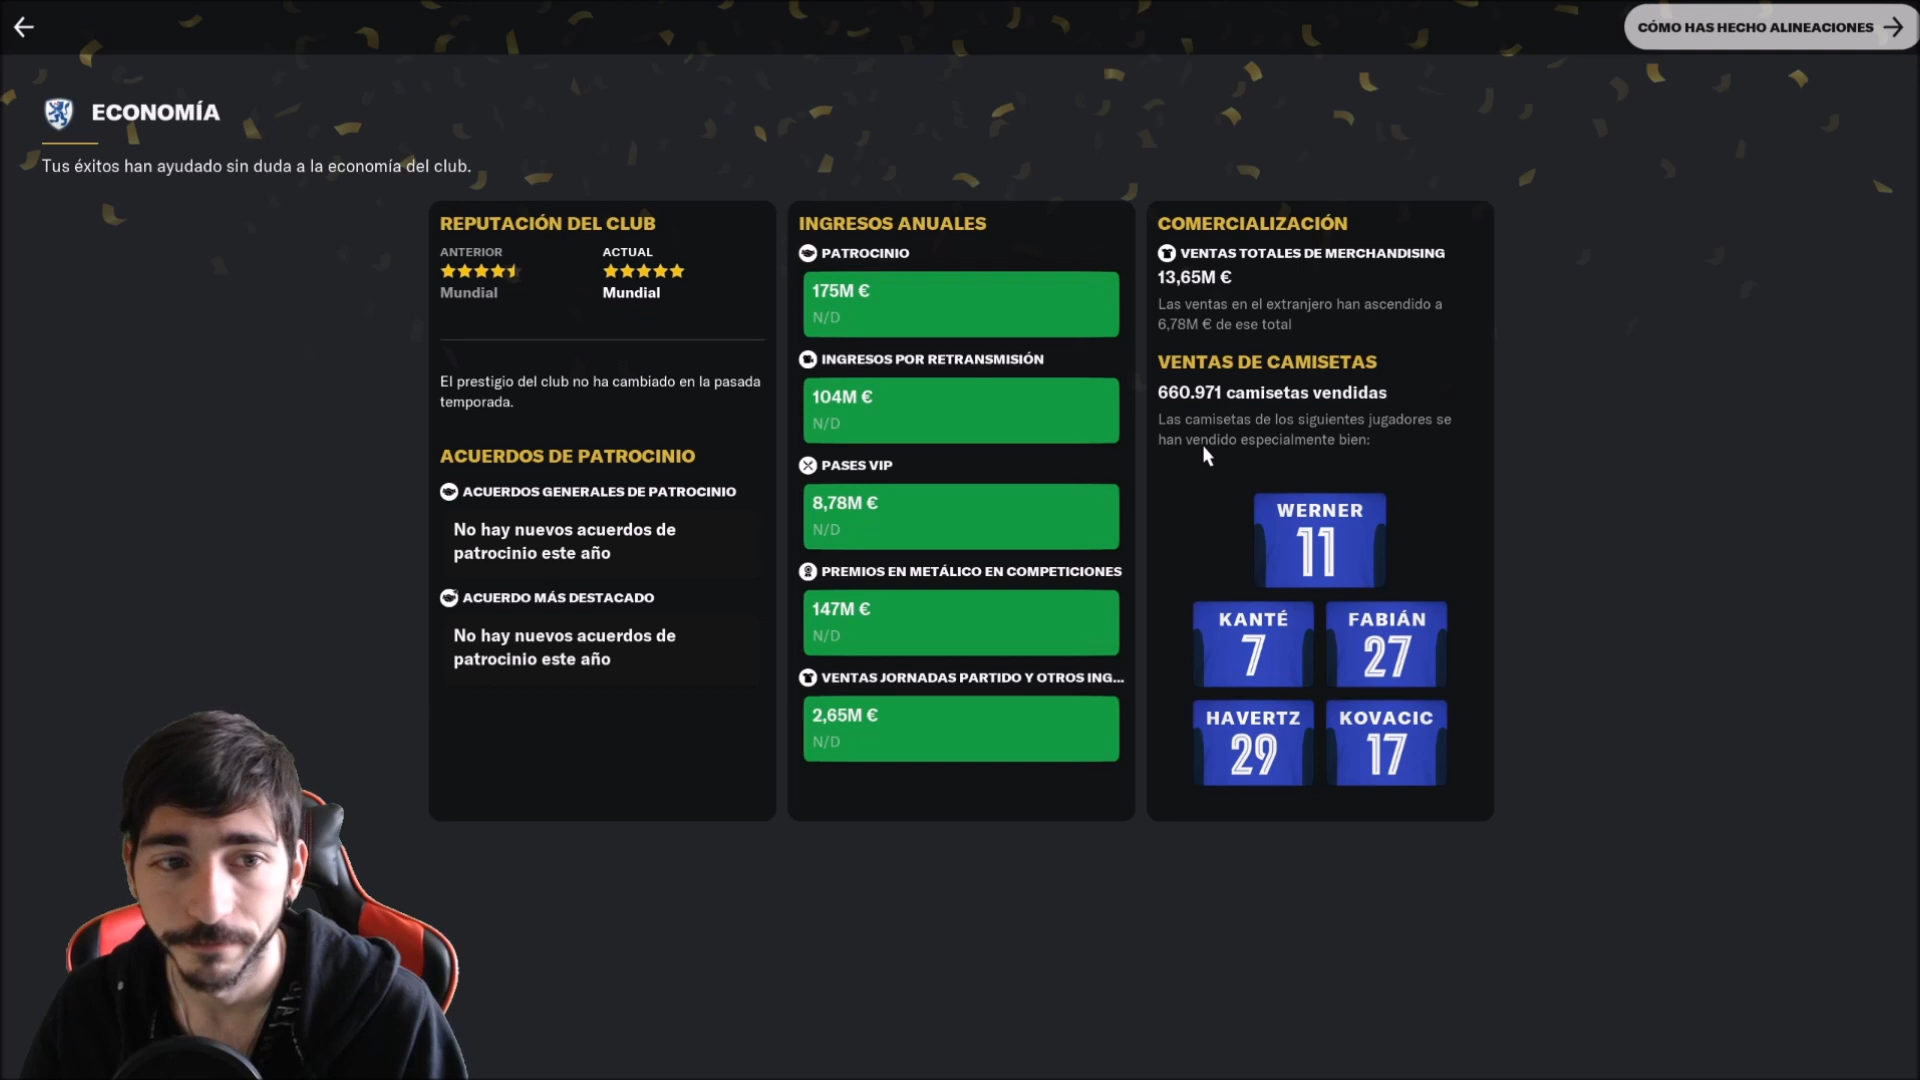 CÓMO HAS HECHO ALINEACIONES
ECONOMÍA
Tus éxitos han ayudado sin duda a la economía del club.
REPUTACIÓN DEL CLUB
ANTERIOR
ACTUAL
Mundial
Mundial
El prestigio del club no ha cambiado en la pasada
temporada.
ACUERDOS DE PATROCINIO
ACUERDOS GENERALES DE PATROCINIO
No hay nuevos acuerdos de
patrocinio este año
ACUERDO MÁS DESTACADO
No hay nuevos acuerdos de
patrocinio este año
INGRESOS ANUALES
PATROCINIO
175M €
N/D
INGRESOS POR RETRANSMISIÓN
104M €
N/D
PASES VIP
8,78M €
N/D
PREMIOS EN METÁLICO EN COMPETICIONES
147M €
N/D
VENTAS JORNADAS PARTIDO Y OTROS ING...
2,65M €
N/D
COMERCIALIZACIÓN
VENTAS TOTALES DE MERCHANDISING
13,65M €
Las ventas en el extranjero han ascendido a
6,78M € de ese total
VENTAS DE CAMISETAS
660.971 camisetas vendidas
Las camisetas de los siguientes jugadores se
han vendido especialmente bien:
WERNER
11
KANTÉ
7
FABIÁN
27
HAVERTZ
29
KOVACIC
17